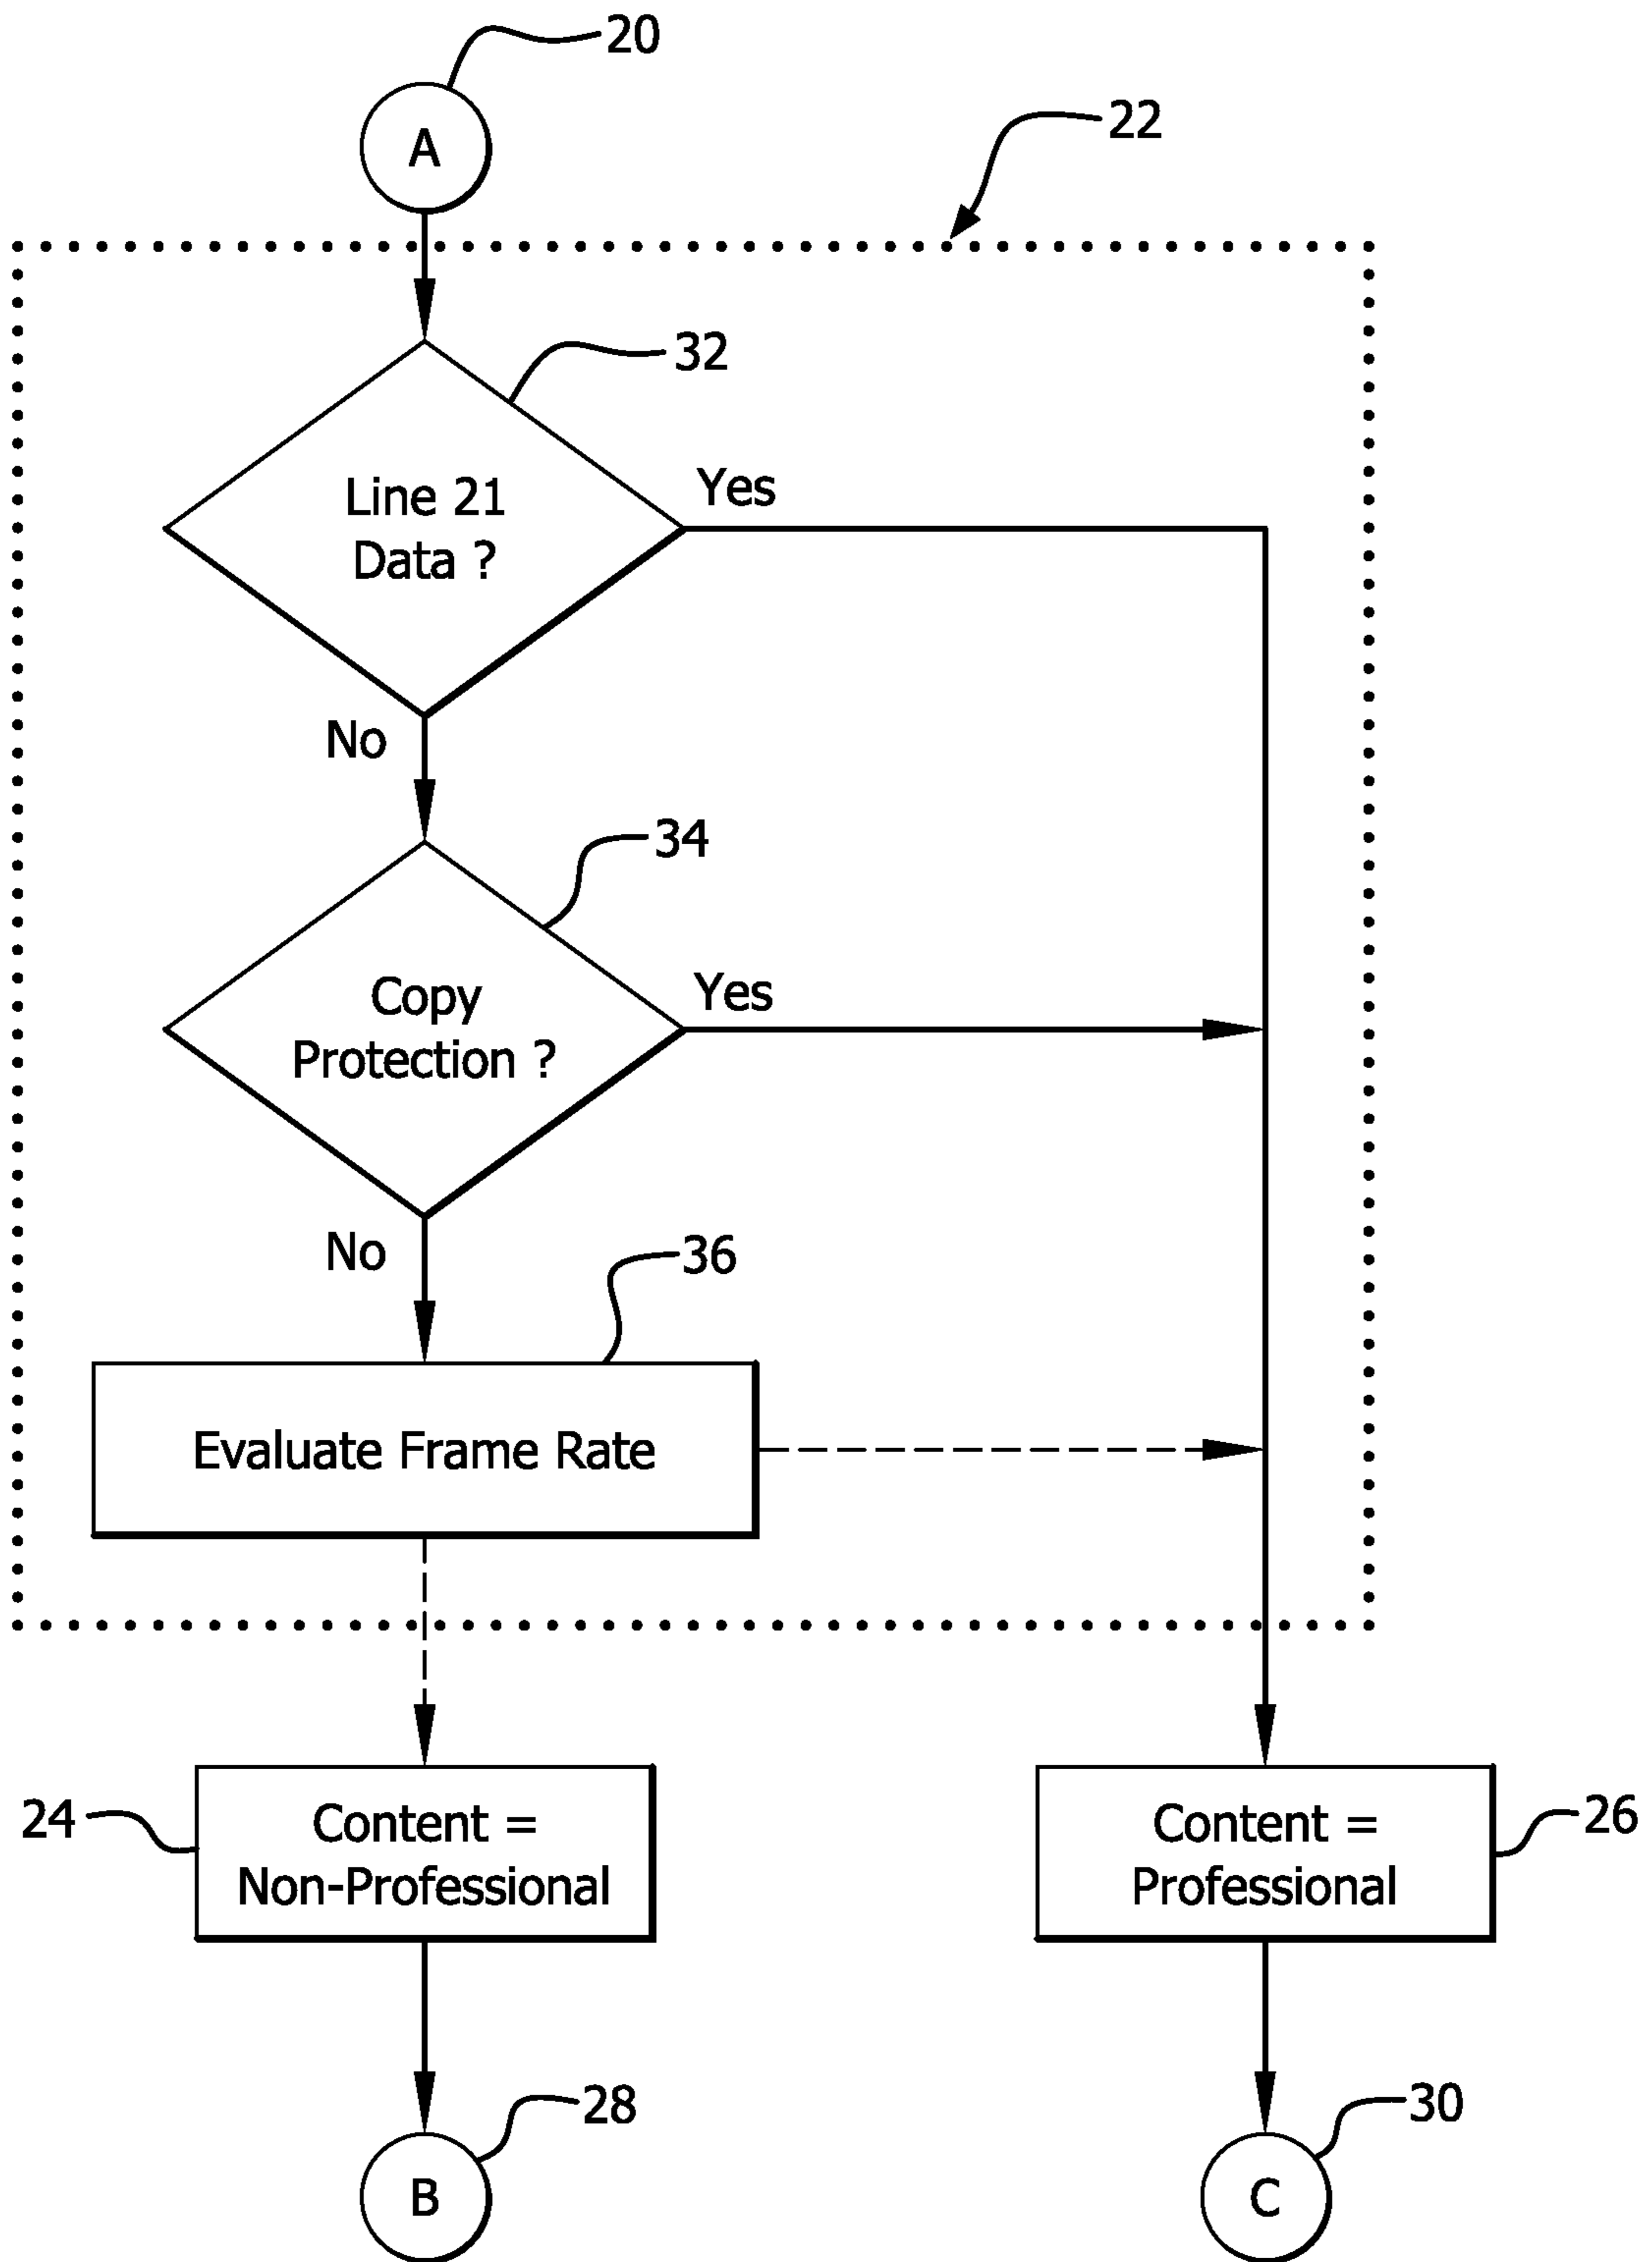 20
A
22
32
Line 21
Data ?
Yes
No
34
Copy
Protection ?
Yes
No
36
Evaluate Frame Rate
24
Content =
Non-Professional
Content =
Professional
26
28
B
30
C